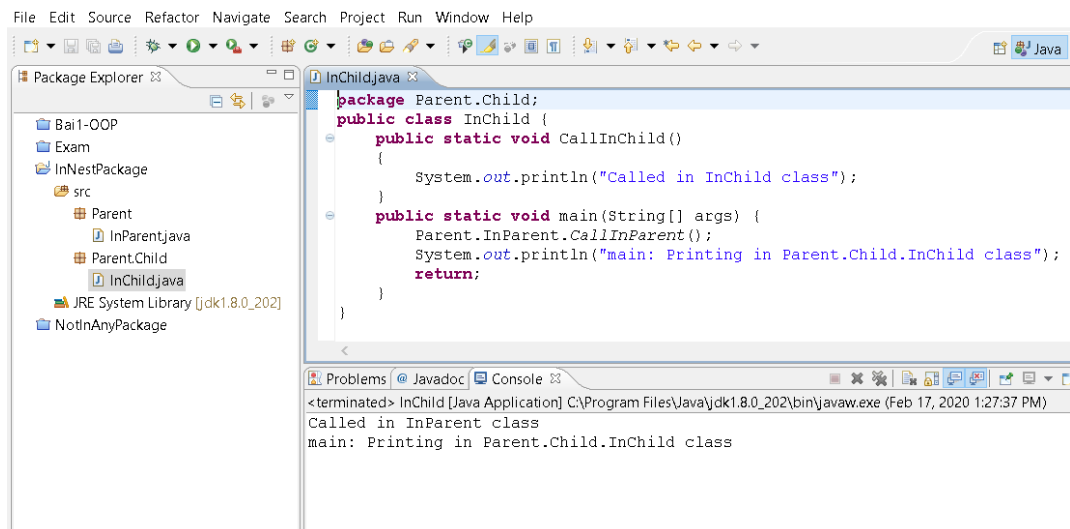 File Edit Source Refactor Navigate Search Project Run Window Help
Java
Package Explorer
Bai1-OOP
Exam
InNestPackage
src
Parent
InParent.java
Parent.Child
InChild.java
JRE System Library [jdk1.8.0_202]
NotInAnyPackage
InChild.java
package Parent.Child;
public class InChild {
public static void CallInChild()
{
System.out.println("Called in InChild class");
}
public static void main(String[] args) {
Parent.InParent.CallInParent();
System.out.println("main: Printing in Parent.Child.InChild class");
return;
}
}
Problems @ Javadoc Console
<terminated> InChild [Java Application] C:\Program Files\Java\jdk1.8.0_202\bin\javaw.exe (Feb 17, 2020 1:27:37 PM)
Called in InParent class
main: Printing in Parent.Child.InChild class